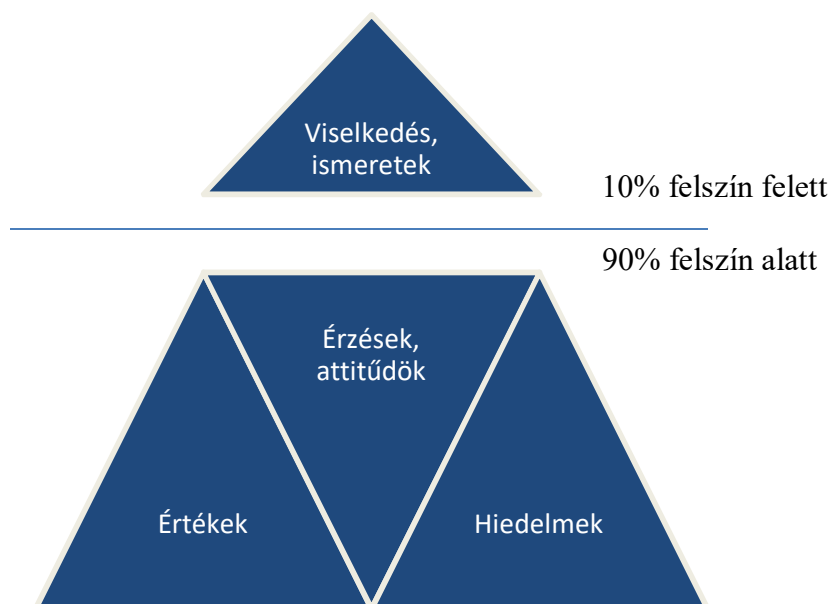 Viselkedés,
ismeretek
10% felszín felett
90% felszín alatt
Érzések,
attitűdök
Értékek
Hiedelmek